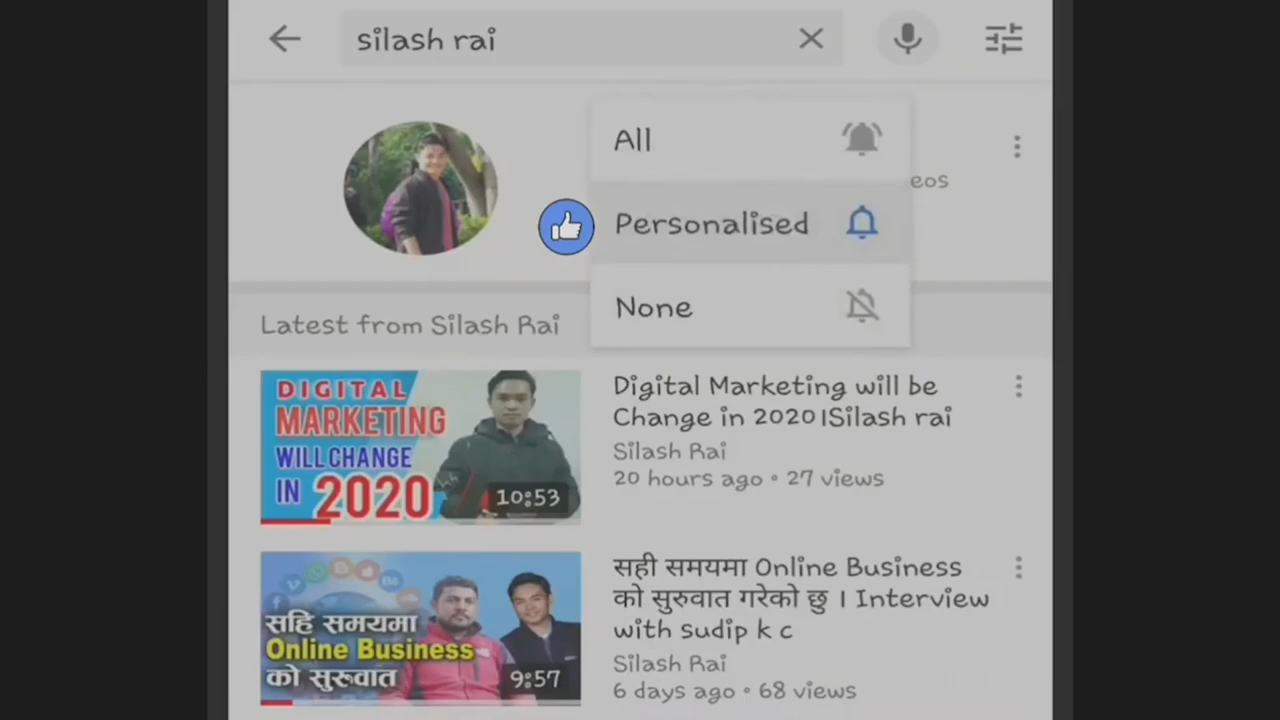 silash rai
All
eos
Personalised
None
Latest from Silash Rai
DIGITAL
MARKETING
WILL CHANGE
IN 2020
10:53
Digital Marketing will be
Change in 2020 |Silash rai
Silash Rai
20 hours ago • 27 views
सहि समयमा
Online Business
को सुरूवात
9:57
सही समयमा Online Business
को सुरुवात गरेको छु । Interview
with sudip k c
Silash Rai
6 days ago • 68 views